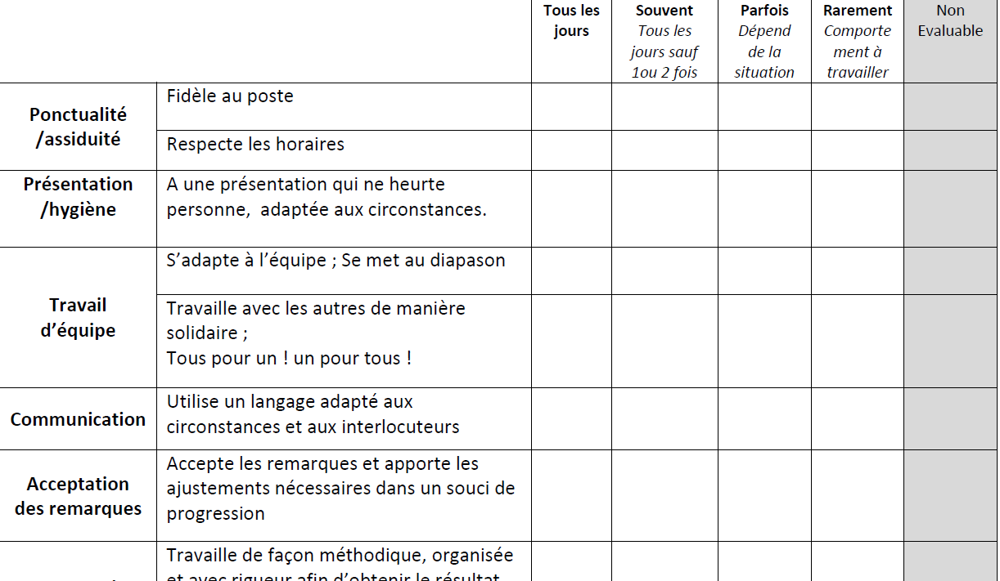 Tous les
jours
Souvent
Tous les
jours sauf
1ou 2 fois
Parfois
Dépend
de la
situation
Rarement
Comporte
ment à
travailler
Non
Evaluable
Ponctualité
/assiduité
Fidèle au poste
Respecte les horaires
Présentation
/hygiène
A une présentation qui ne heurte
personne, adaptée aux circonstances.
Travail
d’équipe
S’adapte à l’équipe ; Se met au diapason
Travaille avec les autres de manière
solidaire ;
Tous pour un ! un pour tous !
Communication
Utilise un langage adapté aux
circonstances et aux interlocuteurs
Acceptation
des remarques
Accepte les remarques et apporte les
ajustements nécessaires dans un souci de
progression
Travaille de façon méthodique, organisée
et avec rigueur afin d’obtenir le résultat